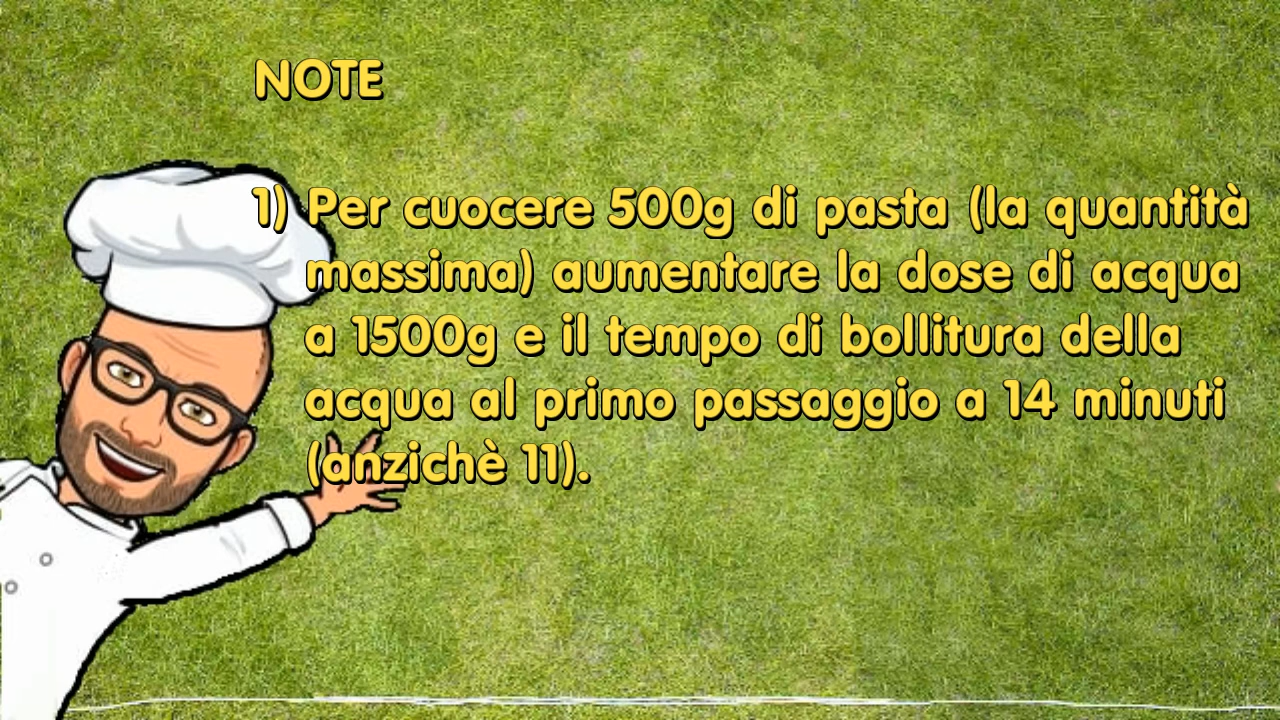 NOTE
1) Per cuocere 500g di pasta (la quantità
massima) aumentare la dose di acqua
a 1500g e il tempo di bollitura della
acqua al primo passaggio a 14 minuti
(anzichè 11).